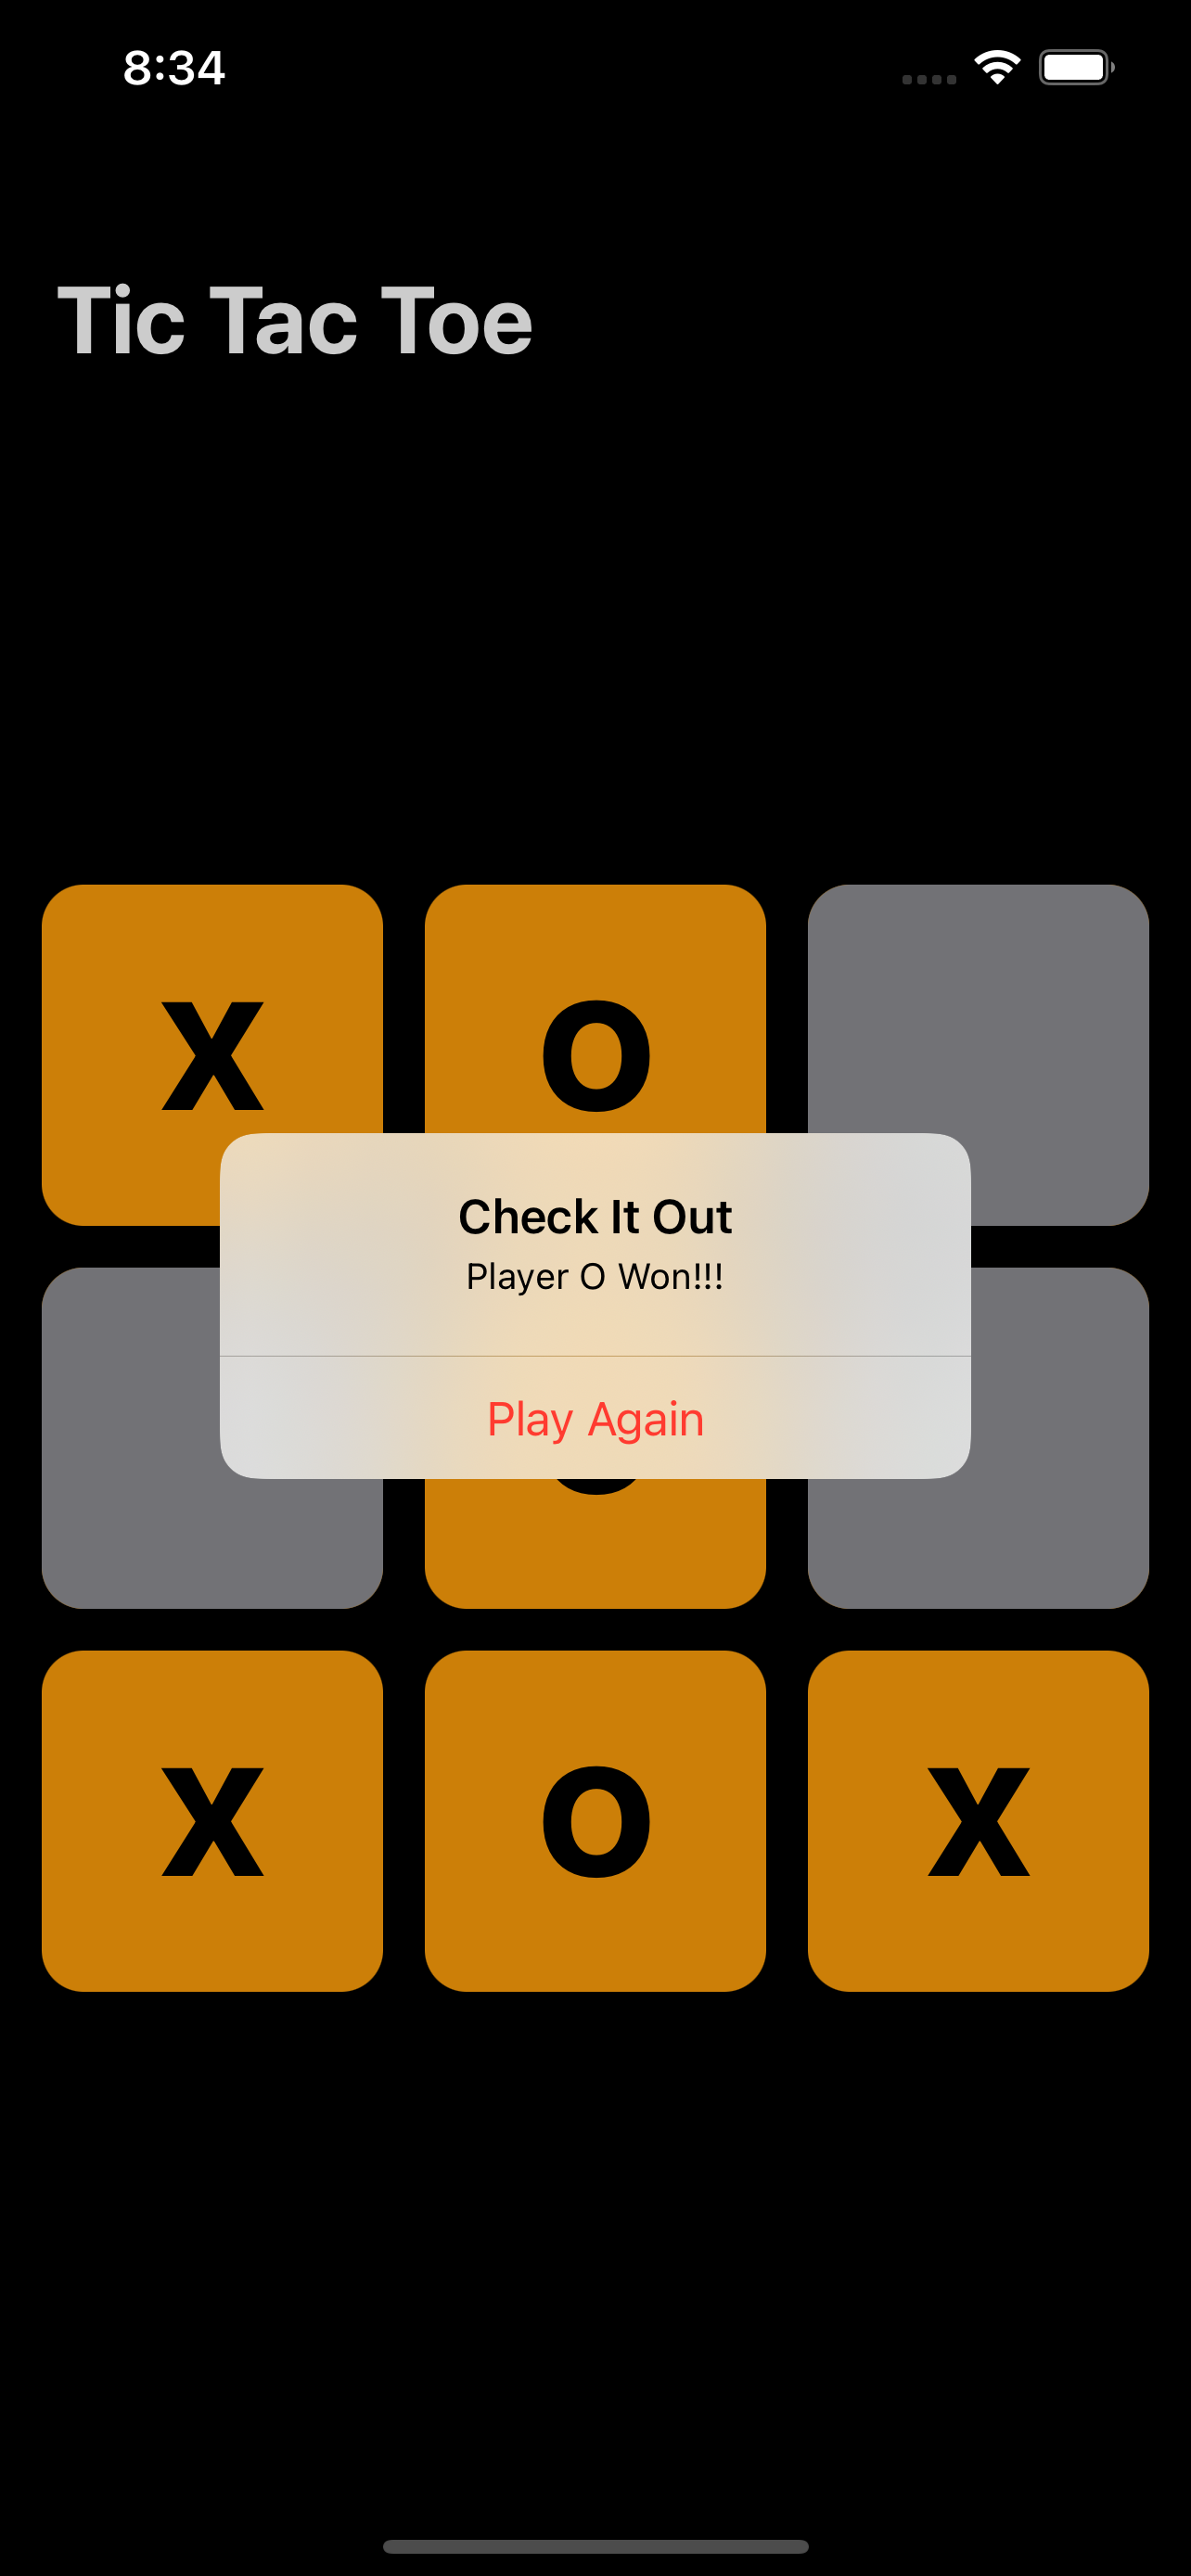 8:34
Tic Tac Toe
X O
Check It Out
Player O Won!!!
Play Again
X O X